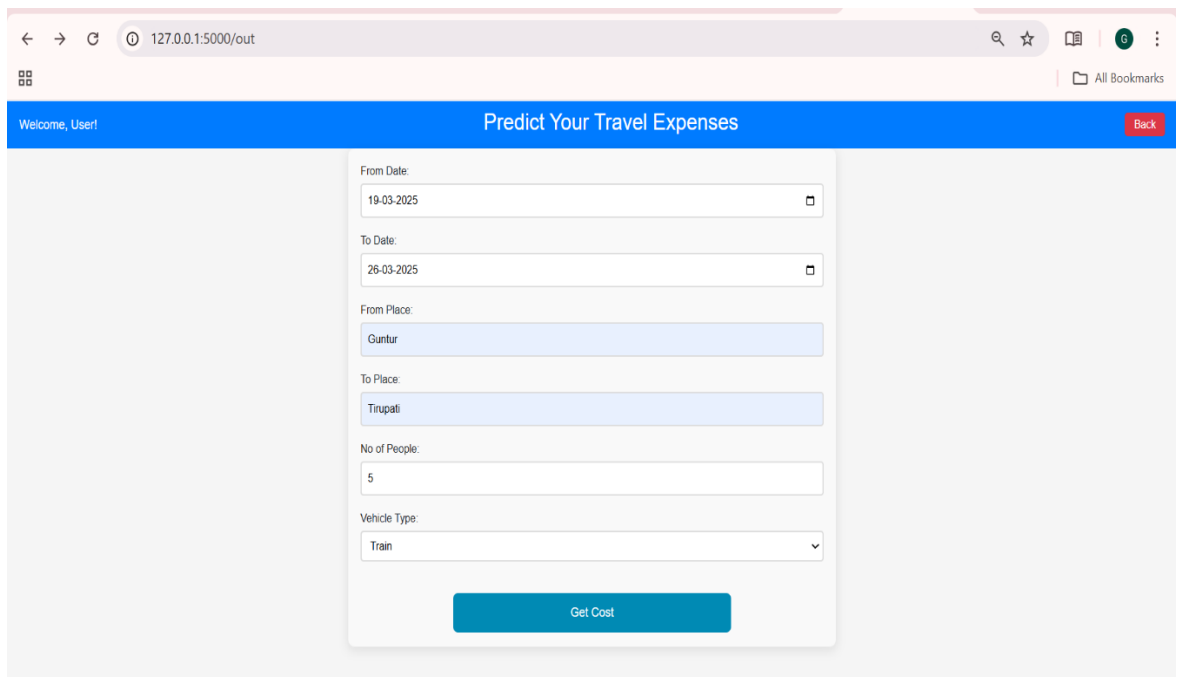 127.0.0.1:5000/out
G
All Bookmarks
Welcome, User!
Predict Your Travel Expenses
Back
From Date:
19-03-2025
To Date:
26-03-2025
From Place:
Guntur
To Place:
Tirupati
No of People:
5
Vehicle Type:
Train
Get Cost